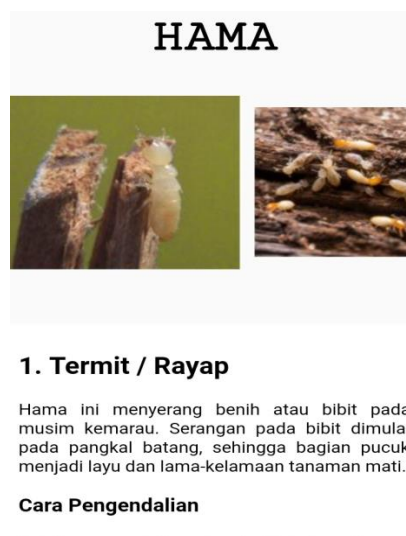 HAMA
1. Termit / Rayap
Hama ini menyerang benih atau bibit pada
musim kemarau. Serangan pada bibit dimula
pada pangkal batang, sehingga bagian pucuk
menjadi layu dan lama-kelamaan tanaman mati.
Cara Pengendalian